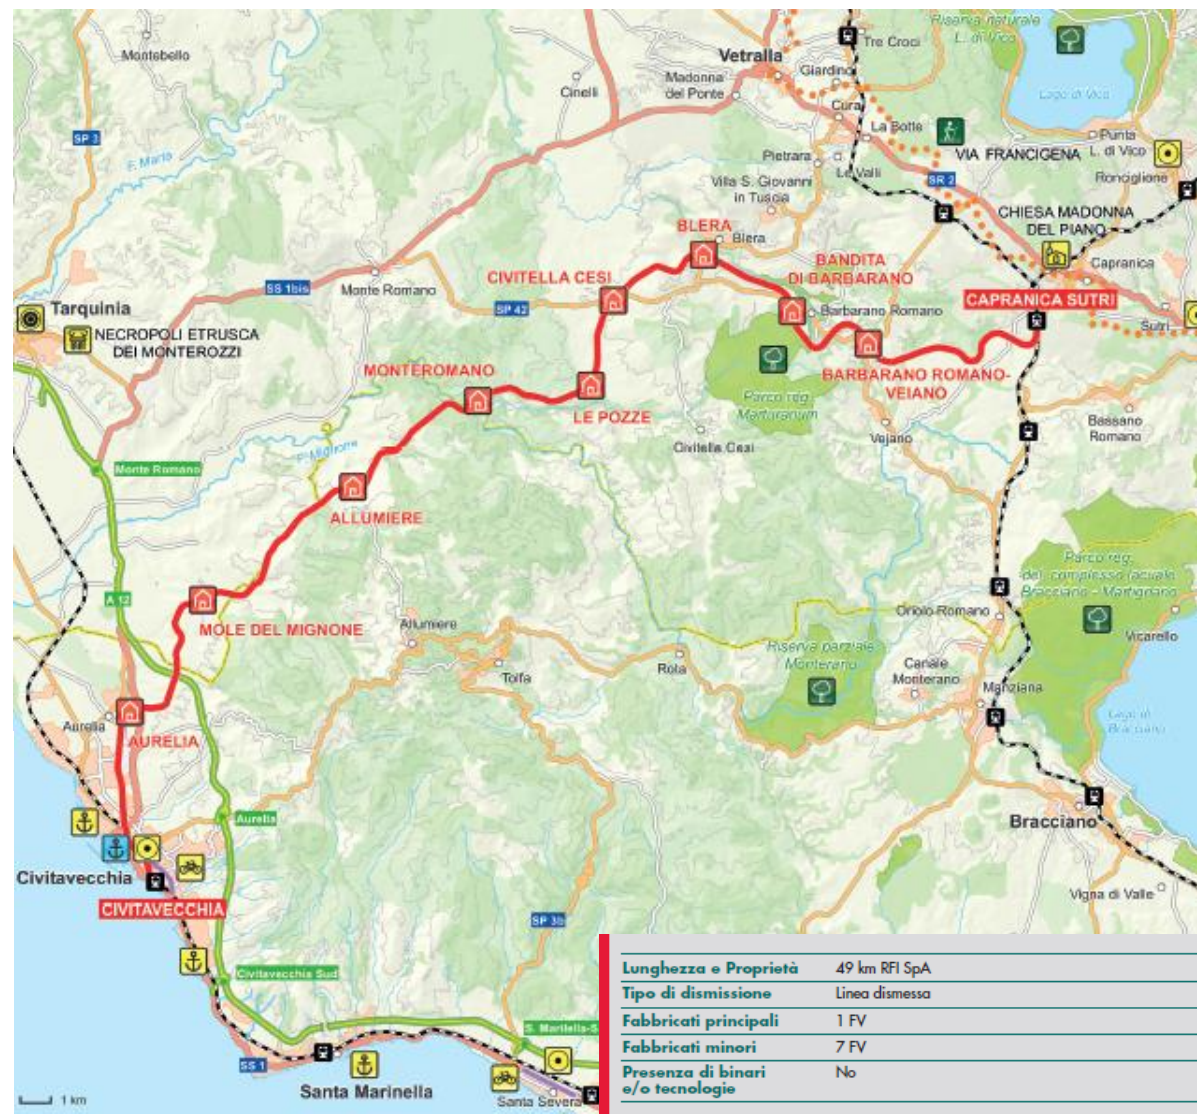 Riserva naturale
L. di Vico
Montebello
Tre Croci
Vetralla
Giardino
Madonna
del Ponte
Cinelli
Lago di Vico
Cura
SP 3
La Botte
Punta
L. di Vico
VIA FRANCIGENA
F. Marta
Pietrara
Le Valli
Ronciglione
Villa S. Giovanni
in Tuscia
SR 2
CHIESA MADONNA
DEL PIANO
BLERA
Blera
BANDITA
DI BARBARANO
Capranica
CIVITELLA CESI
SS 1bis
Monte Romano
CAPRANICA SUTRI
Tarquinia
SP 42
Barbarano Romano
Sutri
NECROPOLI ETRUSCA
DEI MONTEROZZI
MONTEROMANO
BARBARANO ROMANO-
VEIANO
LE POZZE
Parco reg.
Marturanum
Bassano
Romano
Vejano
Civitella Cesi
F. Mignone
Monte Romano
ALLUMIERE
Parco reg.
del complesso lacuale
Bracciano - Martignano
A 12
Oriolo Romano
MOLE DEL MIGNONE
Allumiere
Vicarello
Riserva parziale
Monterano
Rota
Canale
Monterano
Tolfa
Manziana
Lago di
Bracciano
Aurelia
AURELIA
Aurelia
Bracciano
Civitavecchia
Vigna di Valle
CIVITAVECCHIA
SP 3b
Civitavecchia Sud
Lunghezza e Proprietà 49 km RFI SpA
Tipo di dismissione Linea dismessa
Fabbricati principali 1 FV
Fabbricati minori 7 FV
Presenza di binari No
e/o tecnologie
SS 1
Santa Marinella
Santa Severa
1 km